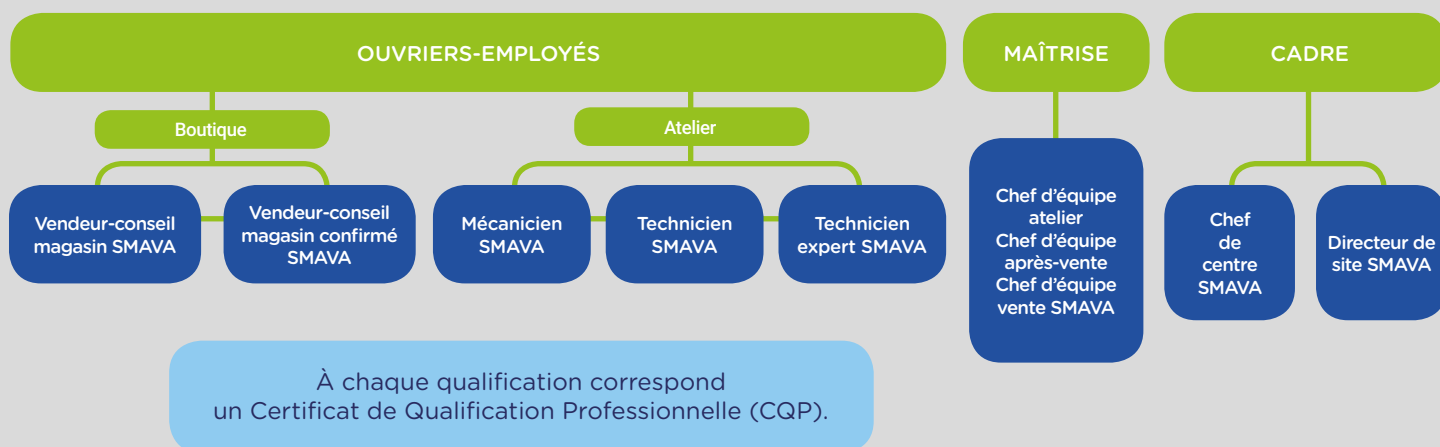 OUVRIERS-EMPLOYÉS
MAÎTRISE
CADRE
Boutique
Atelier
Vendeur-conseil
magasin SMAVA
Vendeur-conseil
magasin confirmé
SMAVA
Mécanicien
SMAVA
Technicien
SMAVA
Technicien
expert SMAVA
Chef d'équipe
atelier
Chef d'équipe
après-vente
Chef d'équipe
vente SMAVA
Chef
de
centre
SMAVA
Directeur de
site SMAVA
À chaque qualification correspond
un Certificat de Qualification Professionnelle (CQP).